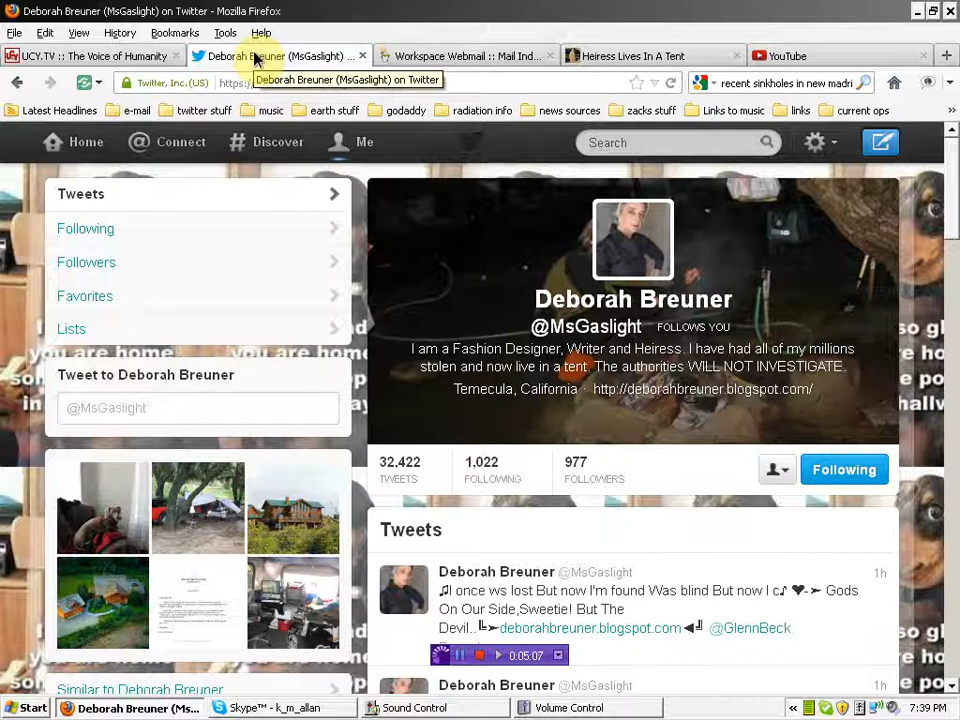 Deborah Breuner (MsGaslight) on Twitter - Mozilla Firefox
File Edit View History Bookmarks Tools Help
UCY.TV :: The Voice of Humanity
Deborah Breuner (MsGaslight) ...
Workspace Webmail :: Mail Ind...
Heiress Lives In A Tent
YouTube
Twitter, Inc. (US) https:
Deborah Breuner (MsGaslight) on Twitter
recent sinkholes in new madri
Latest Headlines e-mail twitter stuff music earth stuff godaddy radiation info news sources zacks stuff Links to music links current ops »
Home Connect Discover Me
Search
Tweets
Following
Followers
Favorites
Lists
Tweet to Deborah Breuner
@MsGaslight
Similar to Deborah Breuner
Deborah Breuner
@MsGaslight FOLLOWS YOU
I am a Fashion Designer, Writer and Heiress. I have had all of my millions
stolen and now live in a tent. The authorities WILL NOT INVESTIGATE.
Temecula, California · http://deborahbreuner.blogspot.com/
32,422 1,022 977
TWEETS FOLLOWING FOLLOWERS
Following
Tweets
Deborah Breuner @MsGaslight 1h
♫I once ws lost But now I'm found Was blind But now I c♪ ❤-➢ Gods
On Our Side,Sweetie! But The
Devil..╚➢deborahbreuner.blogspot.com◄╝ @GlennBeck
0:05:07
Deborah Breuner @MsGaslight 1h
Start
Deborah Breuner (Ms...
Skype™ - k_m_allan
Sound Control
Volume Control
« 7:39 PM